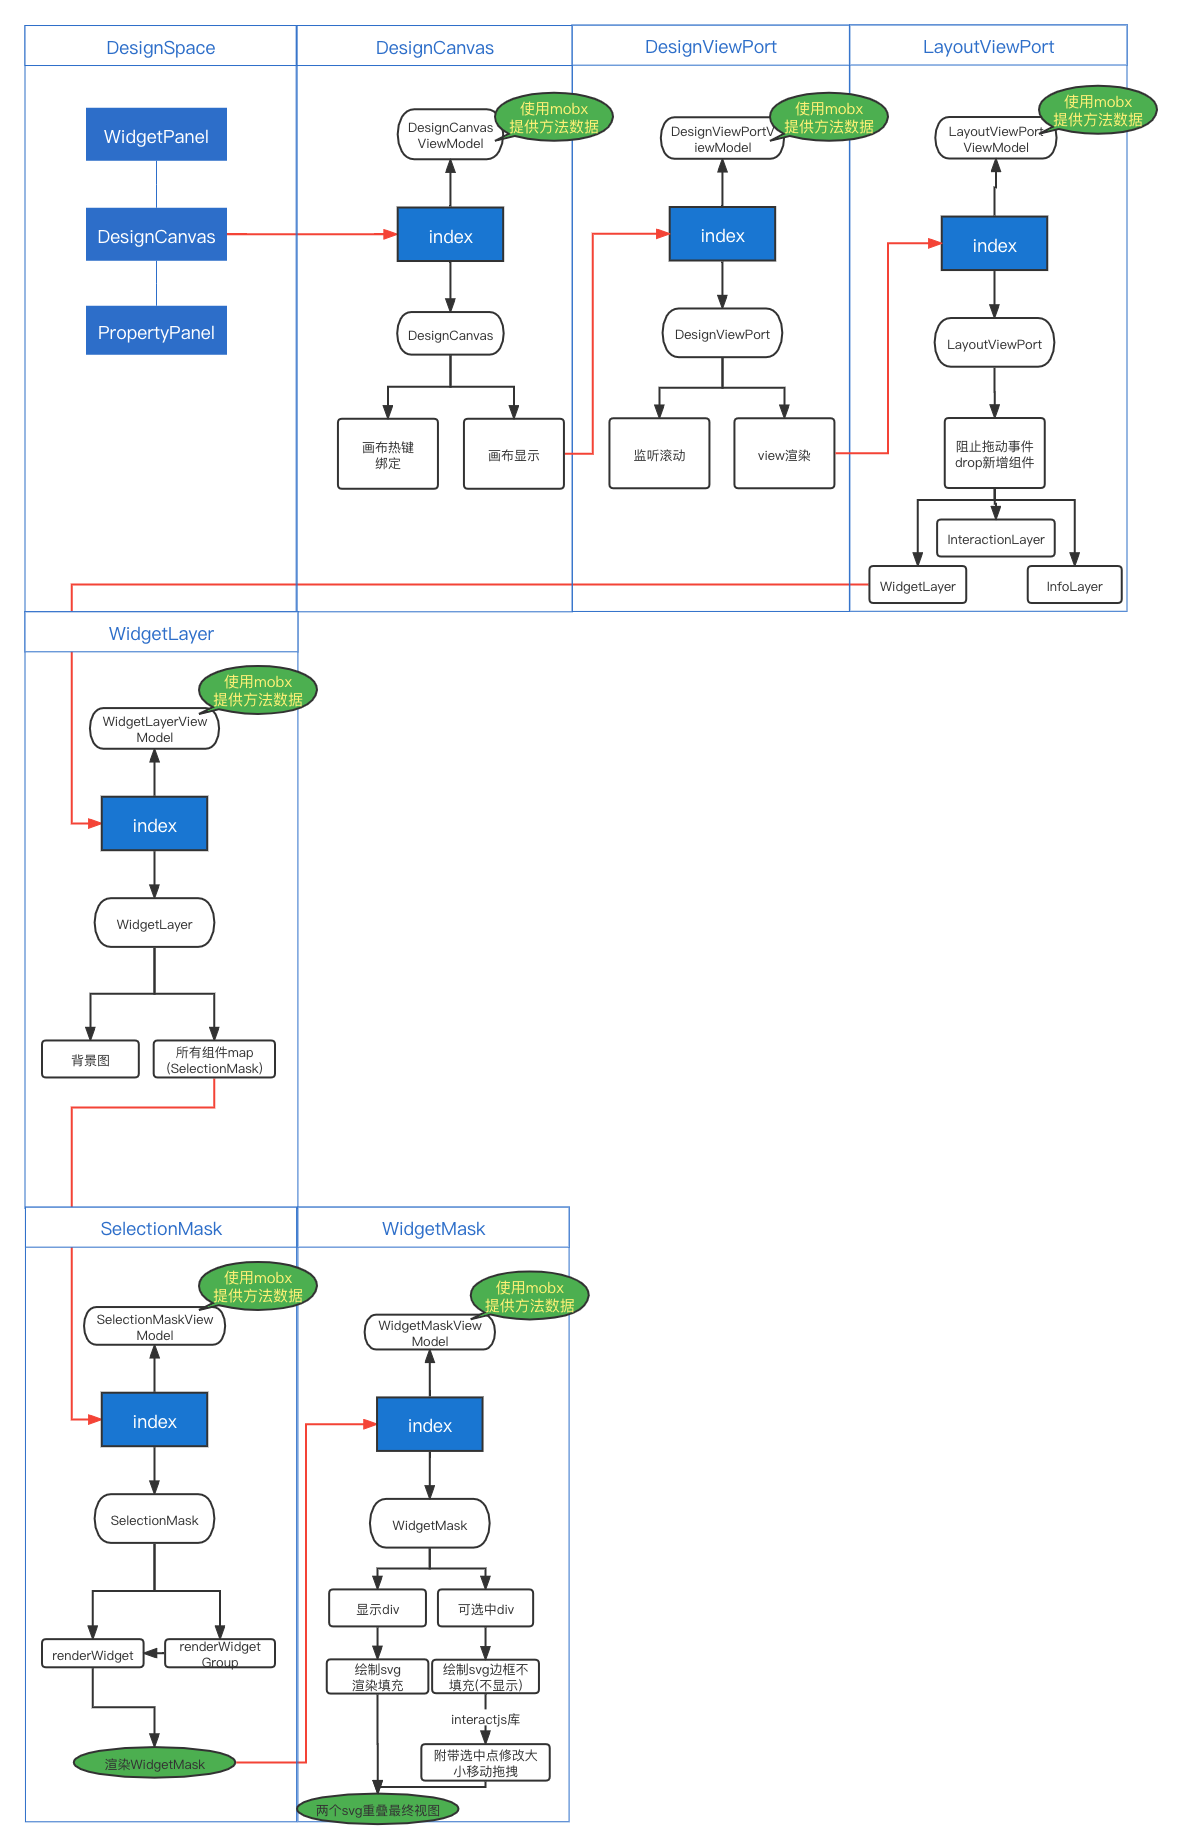 DesignSpace
WidgetPanel
DesignCanvas
PropertyPanel
DesignCanvas
使用mobx
提供方法数据
DesignCanvas
ViewModel
index
DesignCanvas
画布热键
绑定
画布显示
DesignViewPort
使用mobx
提供方法数据
DesignViewPortV
iewModel
index
DesignViewPort
监听滚动
view渲染
LayoutViewPort
使用mobx
提供方法数据
LayoutViewPort
ViewModel
index
LayoutViewPort
阻止拖动事件
drop新增组件
InteractionLayer
WidgetLayer
InfoLayer
WidgetLayer
使用mobx
提供方法数据
WidgetLayerView
Model
index
WidgetLayer
背景图
所有组件map
(SelectionMask)
SelectionMask
使用mobx
提供方法数据
SelectionMaskView
Model
index
SelectionMask
renderWidget
renderWidget
Group
渲染WidgetMask
WidgetMask
使用mobx
提供方法数据
WidgetMaskView
Model
index
WidgetMask
显示div
可选中div
绘制svg
渲染填充
绘制svg边框不
填充(不显示)
interactjs库
附带选中点修改大
小移动拖拽
两个svg重叠最终视图